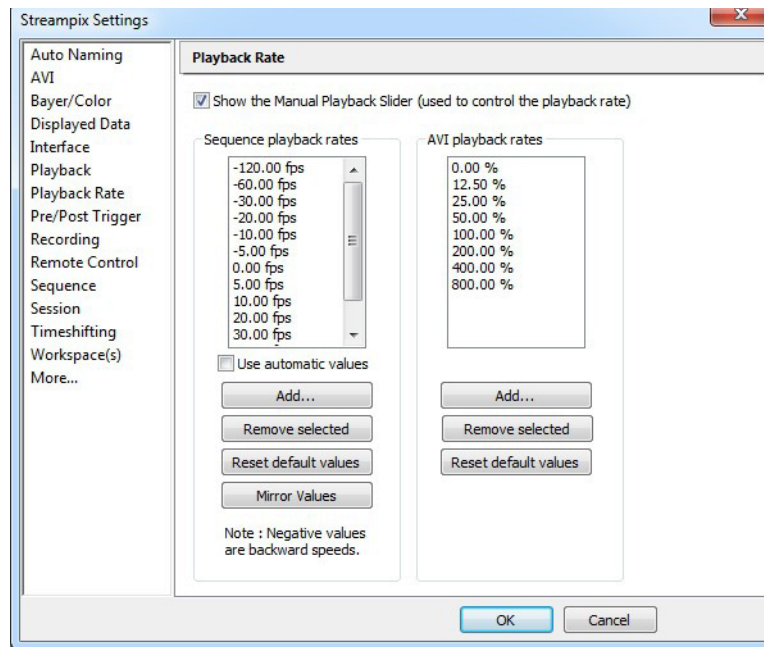 Streampix Settings
Auto Naming
AVI
Bayer/Color
Displayed Data
Interface
Playback
Playback Rate
Pre/Post Trigger
Recording
Remote Control
Sequence
Session
Timeshifting
Workspace(s)
More...
Playback Rate
Show the Manual Playback Slider (used to control the playback rate)
Sequence playback rates
-120.00 fps
-60.00 fps
-30.00 fps
-20.00 fps
-10.00 fps
-5.00 fps
0.00 fps
5.00 fps
10.00 fps
20.00 fps
30.00 fps
Use automatic values
Add...
Remove selected
Reset default values
Mirror Values
Note : Negative values
are backward speeds.
AVI playback rates
0.00 %
12.50 %
25.00 %
50.00 %
100.00 %
200.00 %
400.00 %
800.00 %
Add...
Remove selected
Reset default values
OK
Cancel